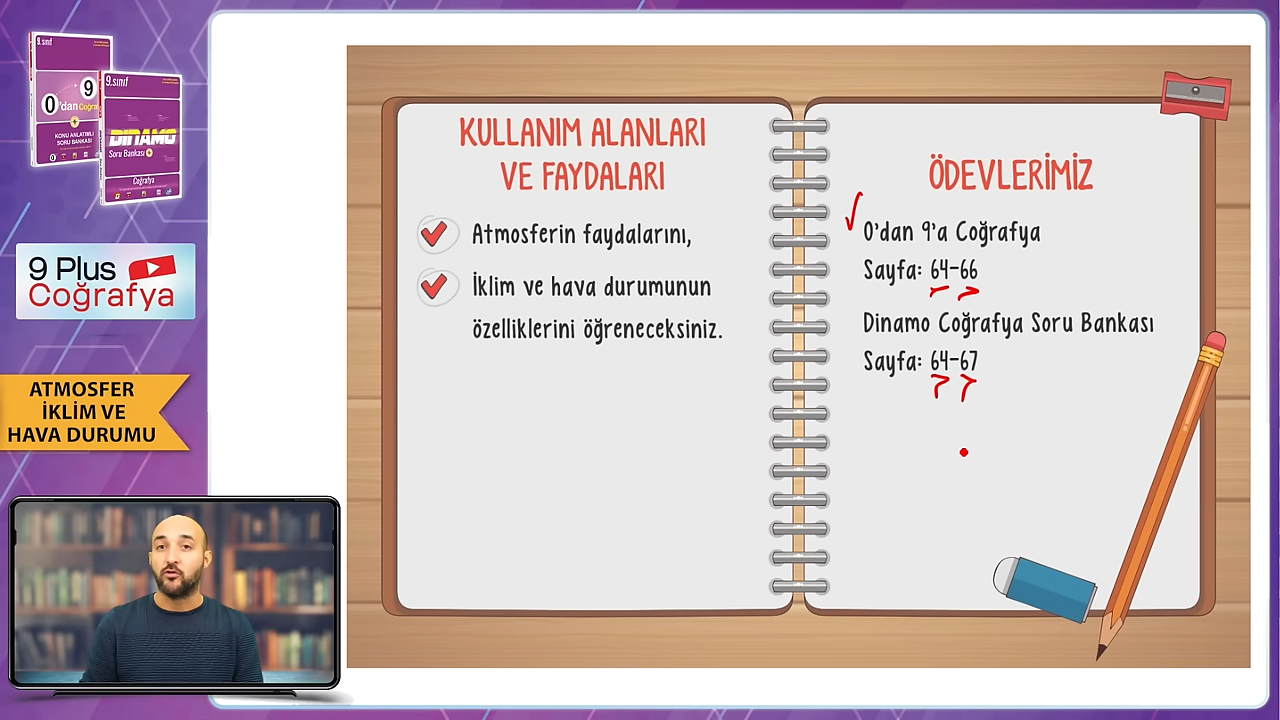 9.sınıf
0'dan 9
Coğra
KONU ANLATIMLI
SORU BANKASI
9.sınıf
DİNAMO
Soru Bankası
Coğrafya
9 Plus
Coğrafya
ATMOSFER
İKLİM VE
HAVA DURUMU
KULLANIM ALANLARI
VE FAYDALARI
Atmosferin faydalarını,
İklim ve hava durumunun
özelliklerini öğreneceksiniz.
ÖDEVLERİMİZ
0'dan 9'a Coğrafya
Sayfa: 64-66
Dinamo Coğrafya Soru Bankası
Sayfa: 64-67